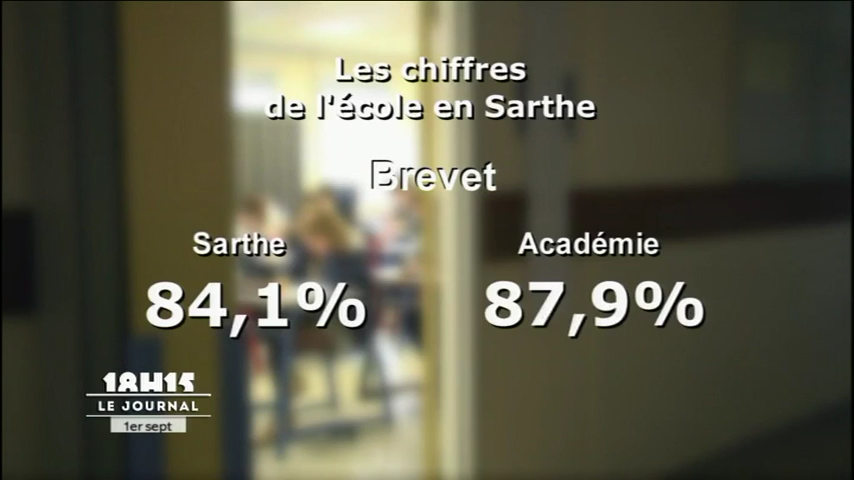 Les chiffres
de l'école en Sarthe
Brevet
Sarthe
Académie
84,1%
87,9%
18H15
LE JOURNAL
1er sept